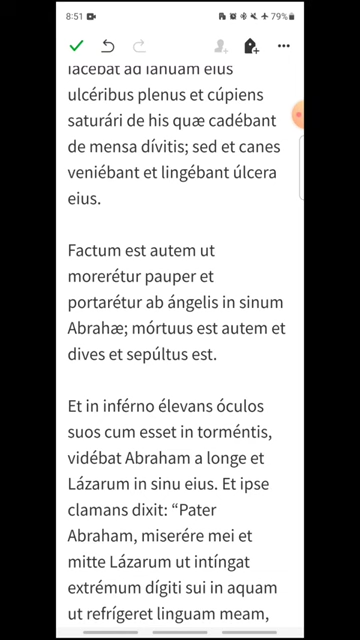 8:51
79%
iacebat ad ianuam eius
ulcéribus plenus et cúpiens
saturári de his quæ cadébant
de mensa dívitis; sed et canes
veniébant et lingébant úlcera
eius.
Factum est autem ut
morerétur pauper et
portarétur ab ángelis in sinum
Abrahæ; mórtuus est autem et
dives et sepúltus est.
Et in inférno élevans óculos
suos cum esset in torméntis,
vidébat Abraham a longe et
Lázarum in sinu eius. Et ipse
clamans dixit: “Pater
Abraham, miserére mei et
mitte Lázarum ut intíngat
extrémum dígiti sui in aquam
ut refrígeret linguam meam,